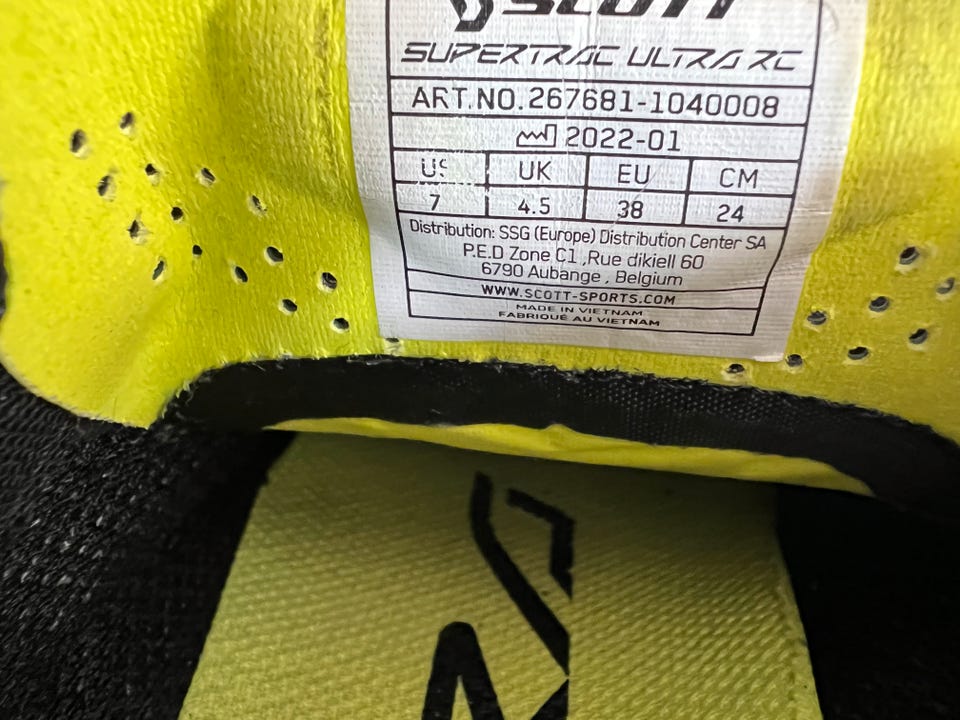 SCOTT
SUPERTRAC ULTRA RC
ART.NO.267681-1040008
2022-01
US UK EU CM
7 4.5 38 24
Distribution: SSG (Europe) Distribution Center SA
P.E.D Zone C1 ,Rue dikiell 60
6790 Aubange , Belgium
WWW.SCOTT-SPORTS.COM
MADE IN VIETNAM
FABRIQUÉ AU VIETNAM